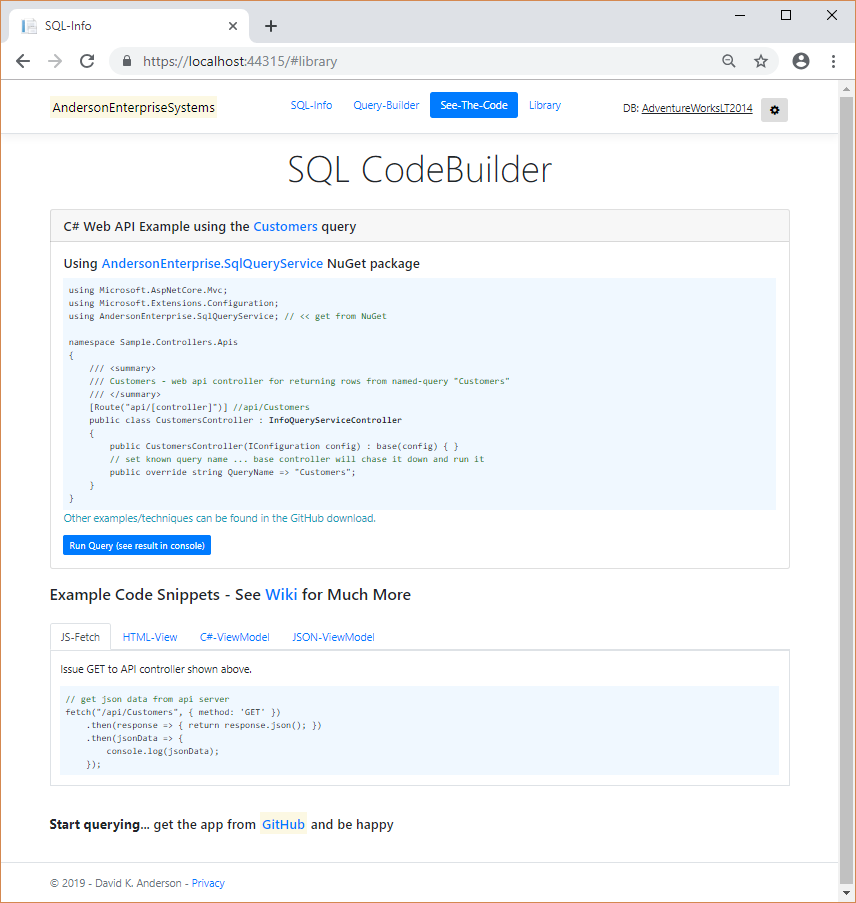 SQL-Info
https://localhost:44315/#library
AndersonEnterpriseSystems
SQL-Info Query-Builder See-The-Code Library
DB: AdventureWorksLT2014
SQL CodeBuilder
C# Web API Example using the Customers query
Using AndersonEnterprise.SqlQueryService NuGet package
using Microsoft.AspNetCore.Mvc;
using Microsoft.Extensions.Configuration;
using AndersonEnterprise.SqlQueryService; // << get from NuGet
namespace Sample.Controllers.Apis
{
    /// <summary>
    /// Customers - web api controller for returning rows from named-query "Customers"
    /// </summary>
    [Route("api/[controller]")] //api/Customers
    public class CustomersController : InfoQueryServiceController
    {
        public CustomersController(IConfiguration config) : base(config) { }
        // set known query name ... base controller will chase it down and run it
        public override string QueryName => "Customers";
    }
}
Other examples/techniques can be found in the GitHub download.
Run Query (see result in console)
Example Code Snippets - See Wiki for Much More
JS-Fetch HTML-View C#-ViewModel JSON-ViewModel
Issue GET to API controller shown above.
// get json data from api server
fetch("/api/Customers", { method: 'GET' })
    .then(response => { return response.json(); })
    .then(jsonData => {
        console.log(jsonData);
    });
Start querying... get the app from GitHub and be happy
© 2019 - David K. Anderson - Privacy